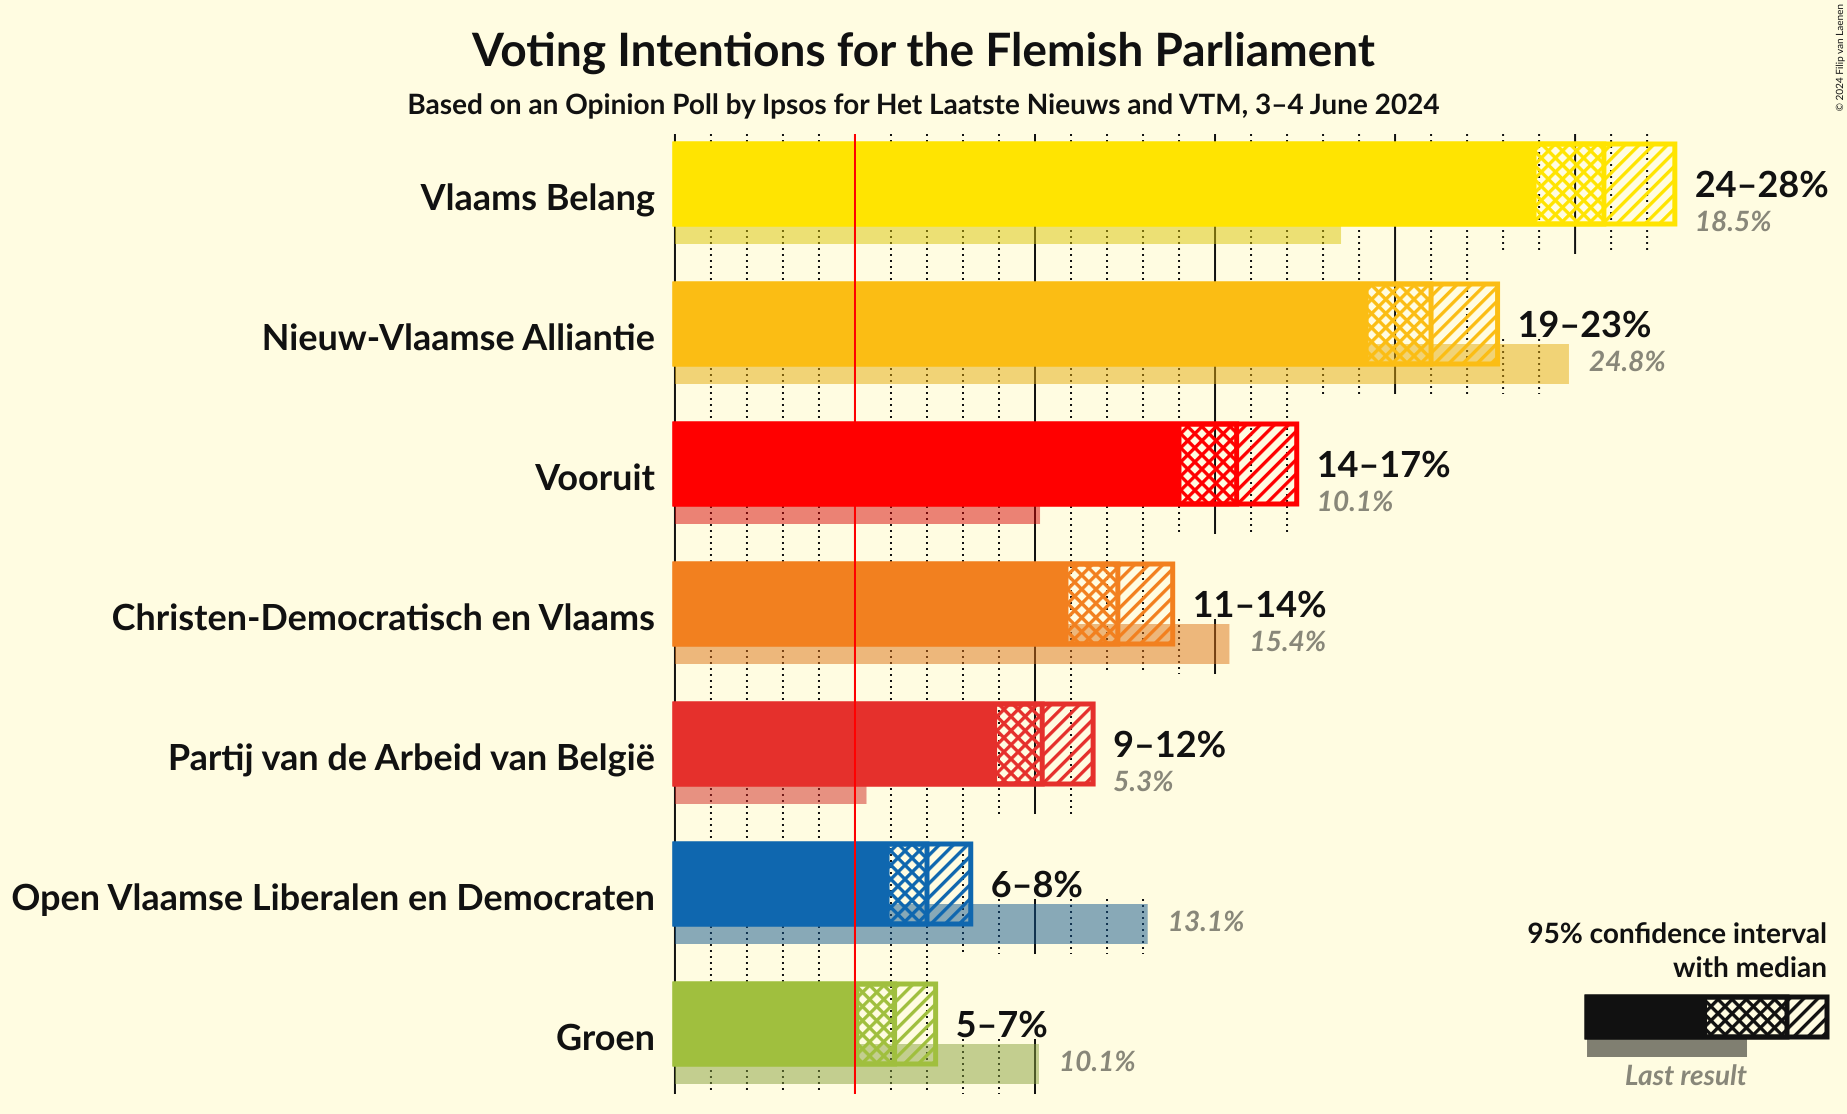 Voting Intentions for the Flemish Parliament
Based on an Opinion Poll by Ipsos for Het Laatste Nieuws and VTM, 3–4 June 2024
© 2024 Filip van Laenen
Vlaams Belang
24–28%
18.5%
Nieuw-Vlaamse Alliantie
19–23%
24.8%
Vooruit
14–17%
10.1%
Christen-Democratisch en Vlaams
11–14%
15.4%
Partij van de Arbeid van België
9–12%
5.3%
Open Vlaamse Liberalen en Democraten
6–8%
13.1%
Groen
5–7%
10.1%
95% confidence interval
with median
Last result